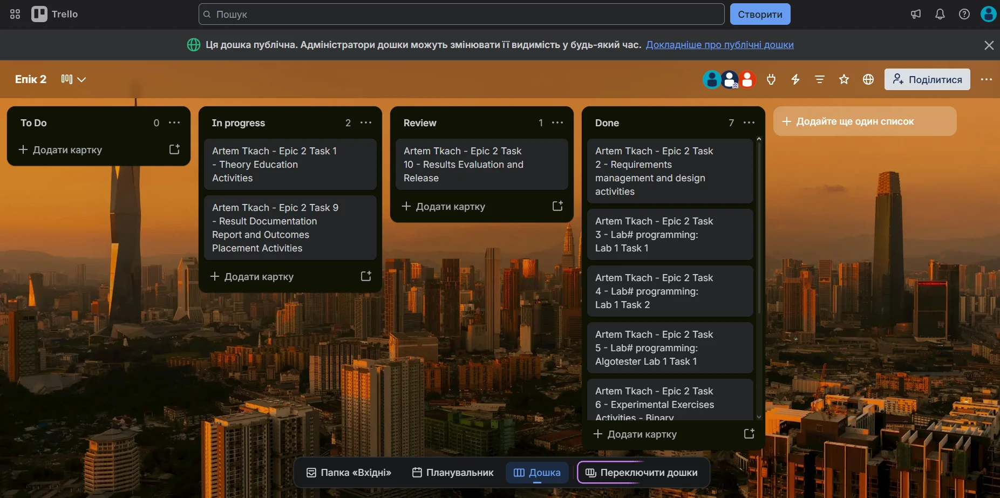 Trello
Пошук
Створити
Ця дошка публічна. Адміністратори дошки можуть змінювати її видимість у будь-який час. Докладніше про публічні дошки
Епік 2
Поділитися
To Do 0
Додати картку
In progress 2
Artem Tkach - Epic 2 Task 1
- Theory Education
Activities
Artem Tkach - Epic 2 Task 9
- Result Documentation
Report and Outcomes
Placement Activities
Додати картку
Review 1
Artem Tkach - Epic 2 Task
10 - Results Evaluation and
Release
Додати картку
Done 7
Artem Tkach - Epic 2 Task
2 - Requirements
management and design
activities
Artem Tkach - Epic 2 Task
3 - Lab# programming:
Lab 1 Task 1
Artem Tkach - Epic 2 Task
4 - Lab# programming:
Lab 1 Task 2
Artem Tkach - Epic 2 Task
5 - Lab# programming:
Algotester Lab 1 Task 1
Artem Tkach - Epic 2 Task
6 - Experimental Exercises
Activities - Binary
Додати картку
Додайте ще один список
Папка «Вхідні»
Планувальник
Дошка
Переключити дошки